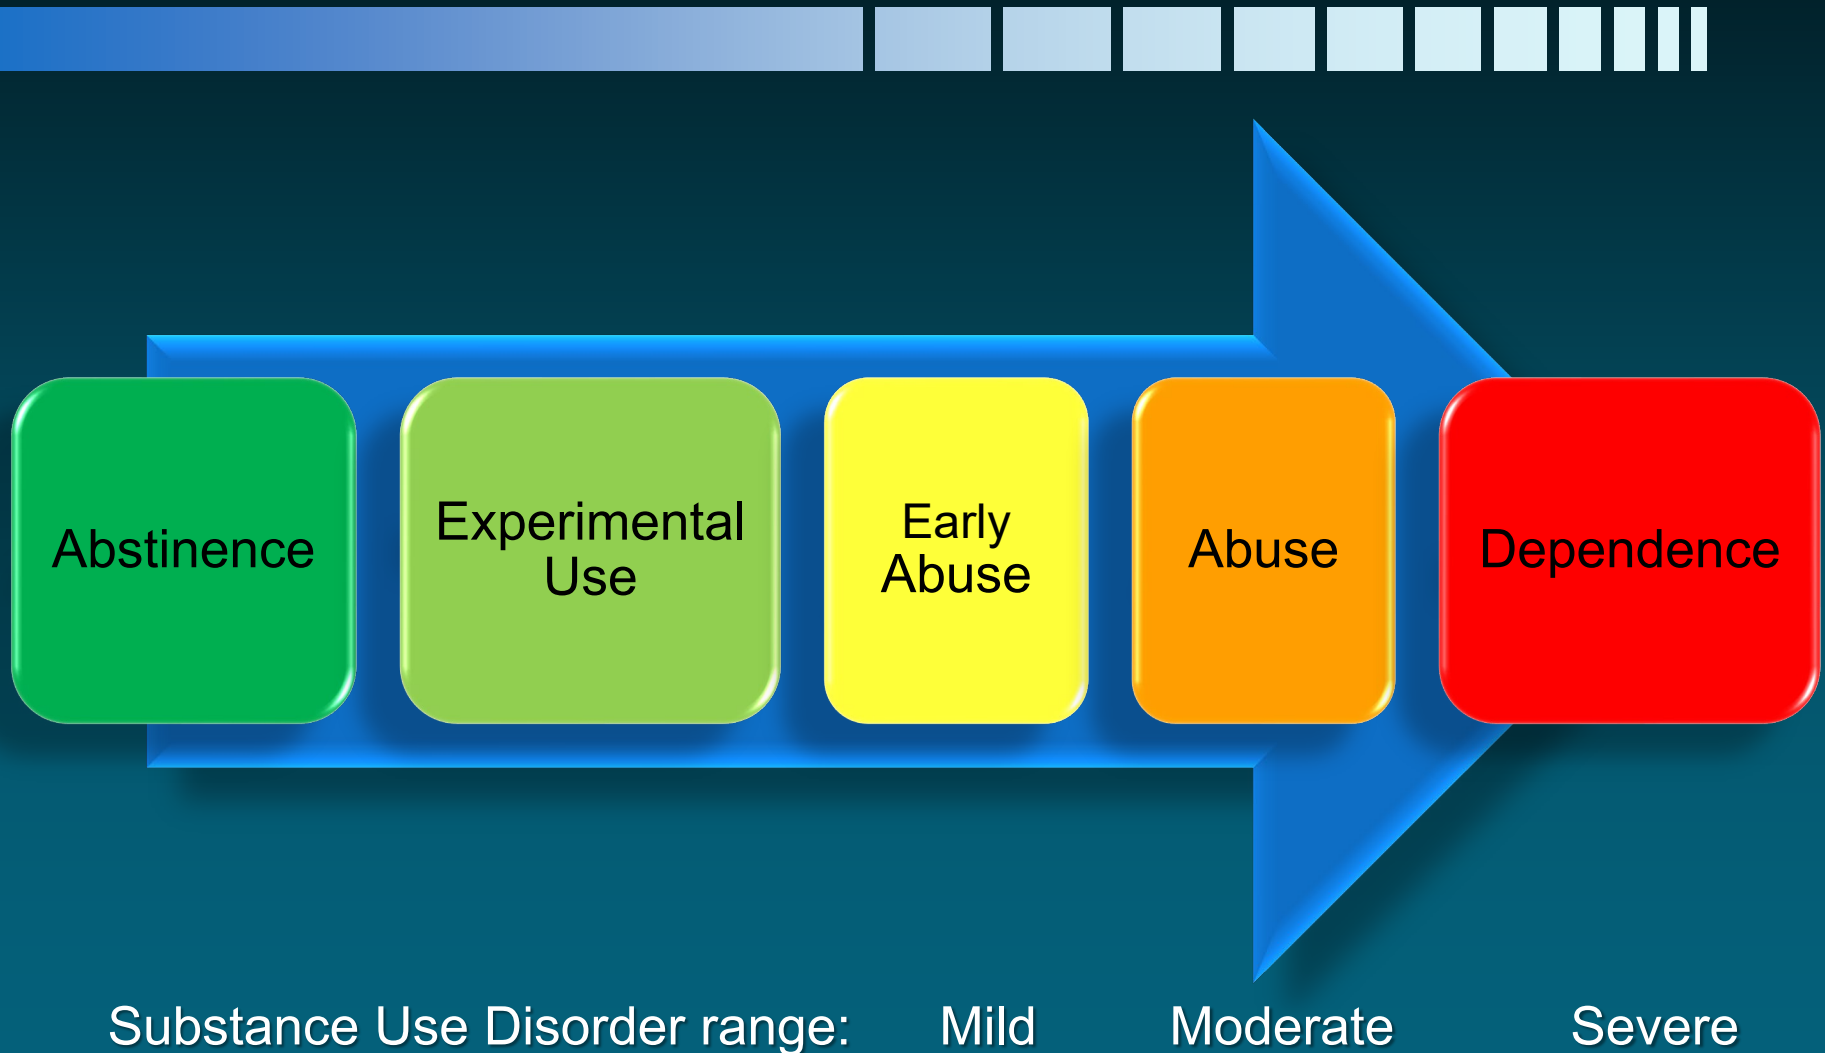 Abstinence
Experimental
Use
Early
Abuse
Abuse
Dependence
Substance Use Disorder range: Mild Moderate Severe